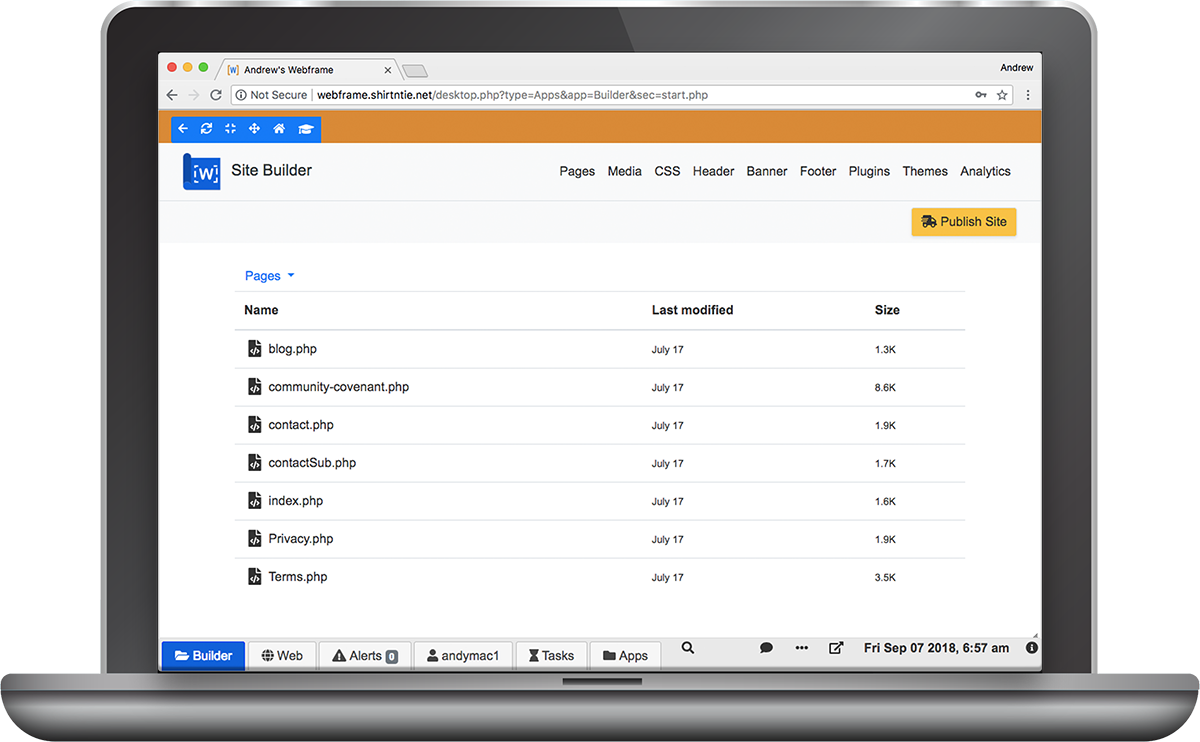 [W] Andrew's Webframe
Andrew
Not Secure | webframe.shirtntie.net/desktop.php?type=Apps&app=Builder&sec=start.php
[W] Site Builder Pages Media CSS Header Banner Footer Plugins Themes Analytics
Publish Site
Pages
Name Last modified Size
blog.php July 17 1.3K
community-covenant.php July 17 8.6K
contact.php July 17 1.9K
contactSub.php July 17 1.7K
index.php July 17 1.6K
Privacy.php July 17 1.9K
Terms.php July 17 3.5K
Builder Web Alerts 0 andymac1 Tasks Apps Fri Sep 07 2018, 6:57 am